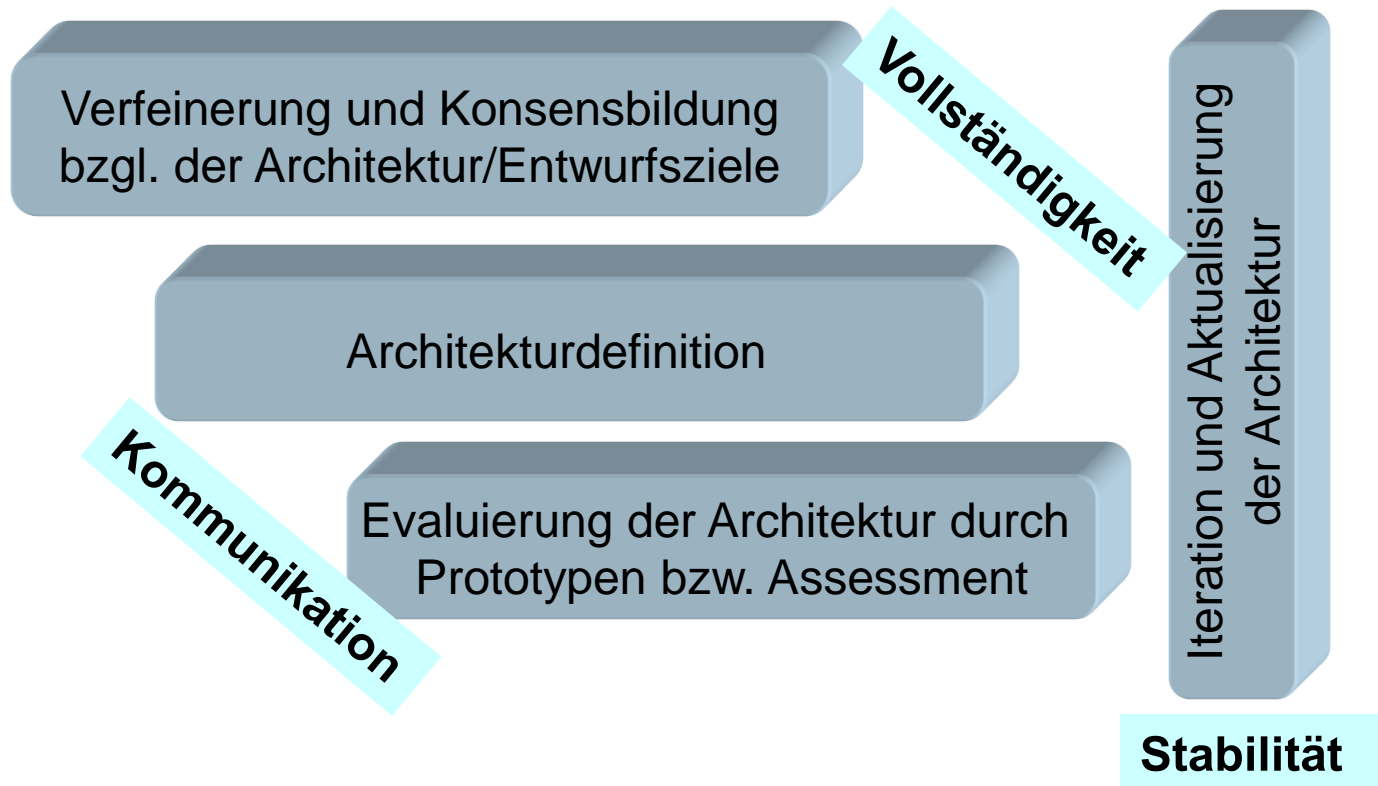 Verfeinerung und Konsensbildung
bzgl. der Architektur/Entwurfsziele
Vollständigkeit
Architekturdefinition
Kommunikation
Evaluierung der Architektur durch
Prototypen bzw. Assessment
Iteration und Aktualisierung
der Architektur
Stabilität